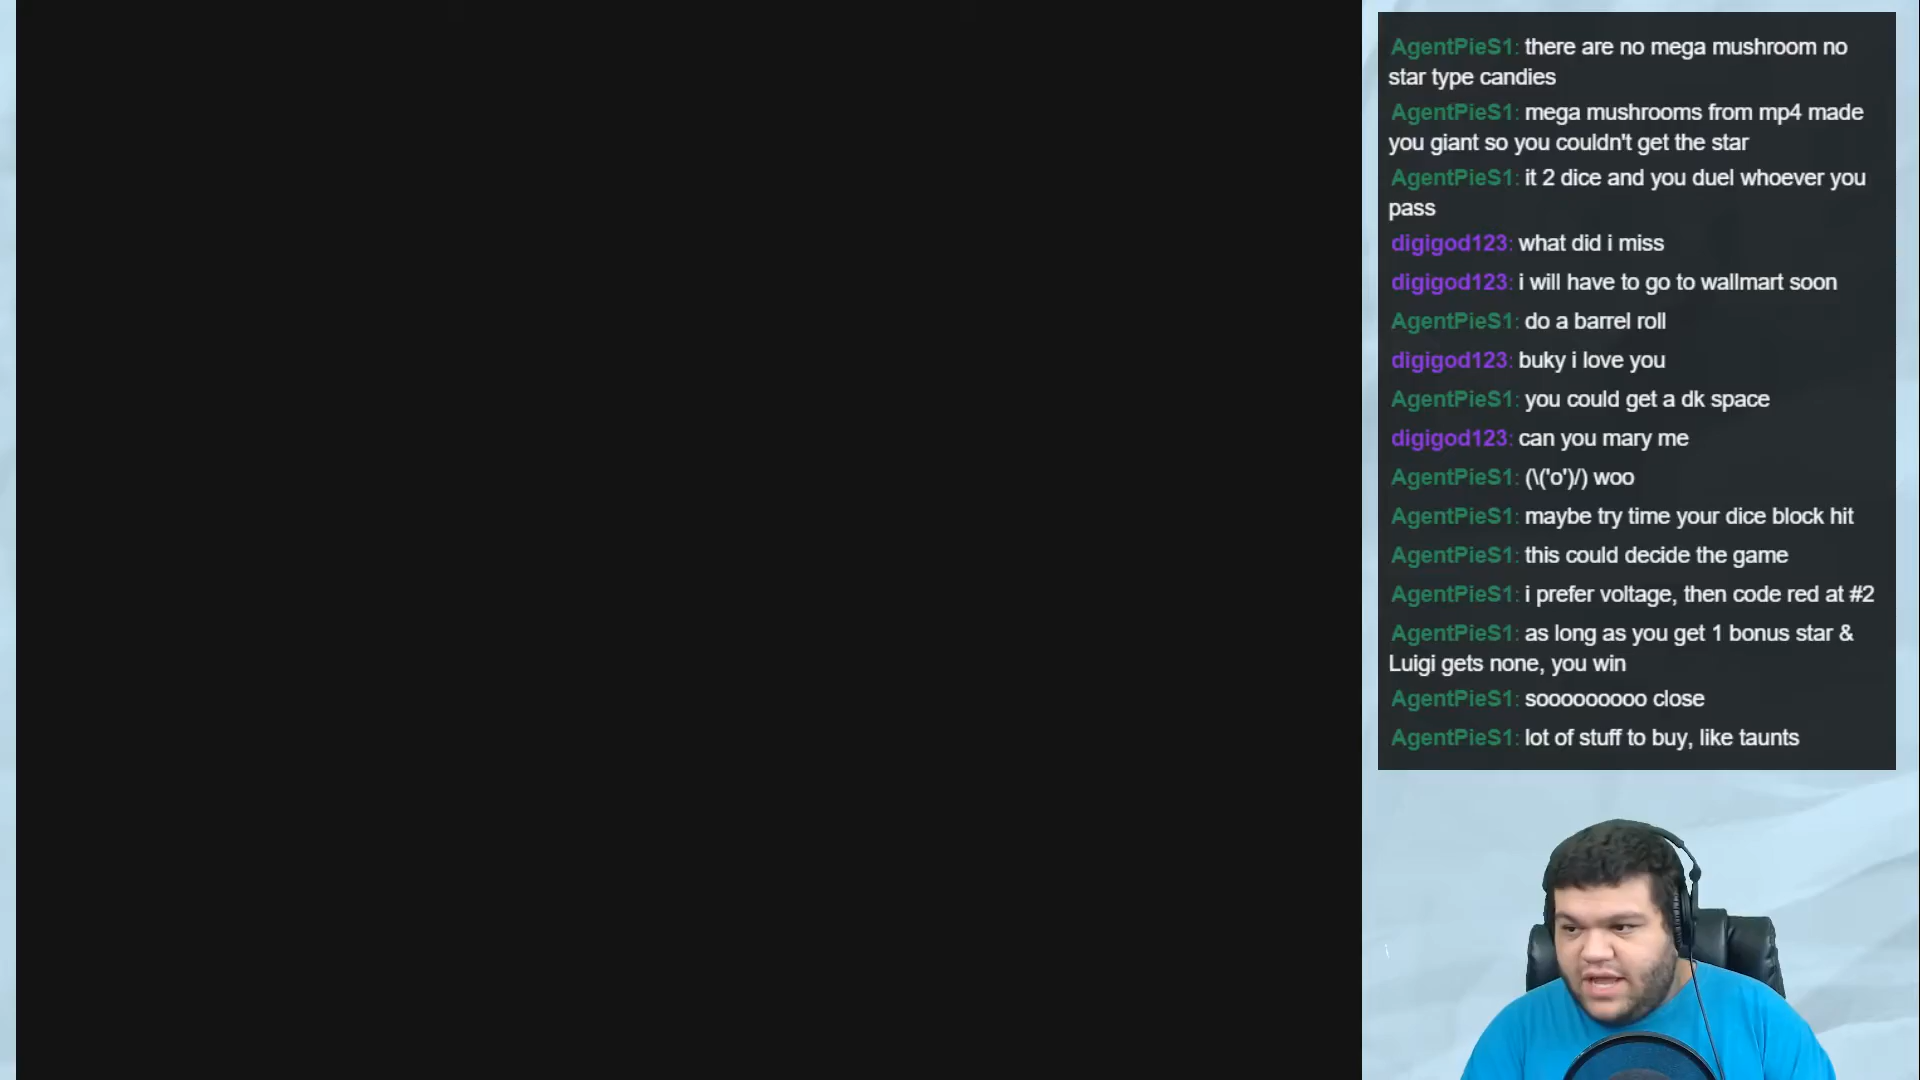 AgentPieS1: there are no mega mushroom no
star type candies
AgentPieS1: mega mushrooms from mp4 made
you giant so you couldn't get the star
AgentPieS1: it 2 dice and you duel whoever you
pass
digigod123: what did i miss
digigod123: i will have to go to wallmart soon
AgentPieS1: do a barrel roll
digigod123: buky i love you
AgentPieS1: you could get a dk space
digigod123: can you mary me
AgentPieS1: (\('o')/) woo
AgentPieS1: maybe try time your dice block hit
AgentPieS1: this could decide the game
AgentPieS1: i prefer voltage, then code red at #2
AgentPieS1: as long as you get 1 bonus star &
Luigi gets none, you win
AgentPieS1: sooooooooo close
AgentPieS1: lot of stuff to buy, like taunts